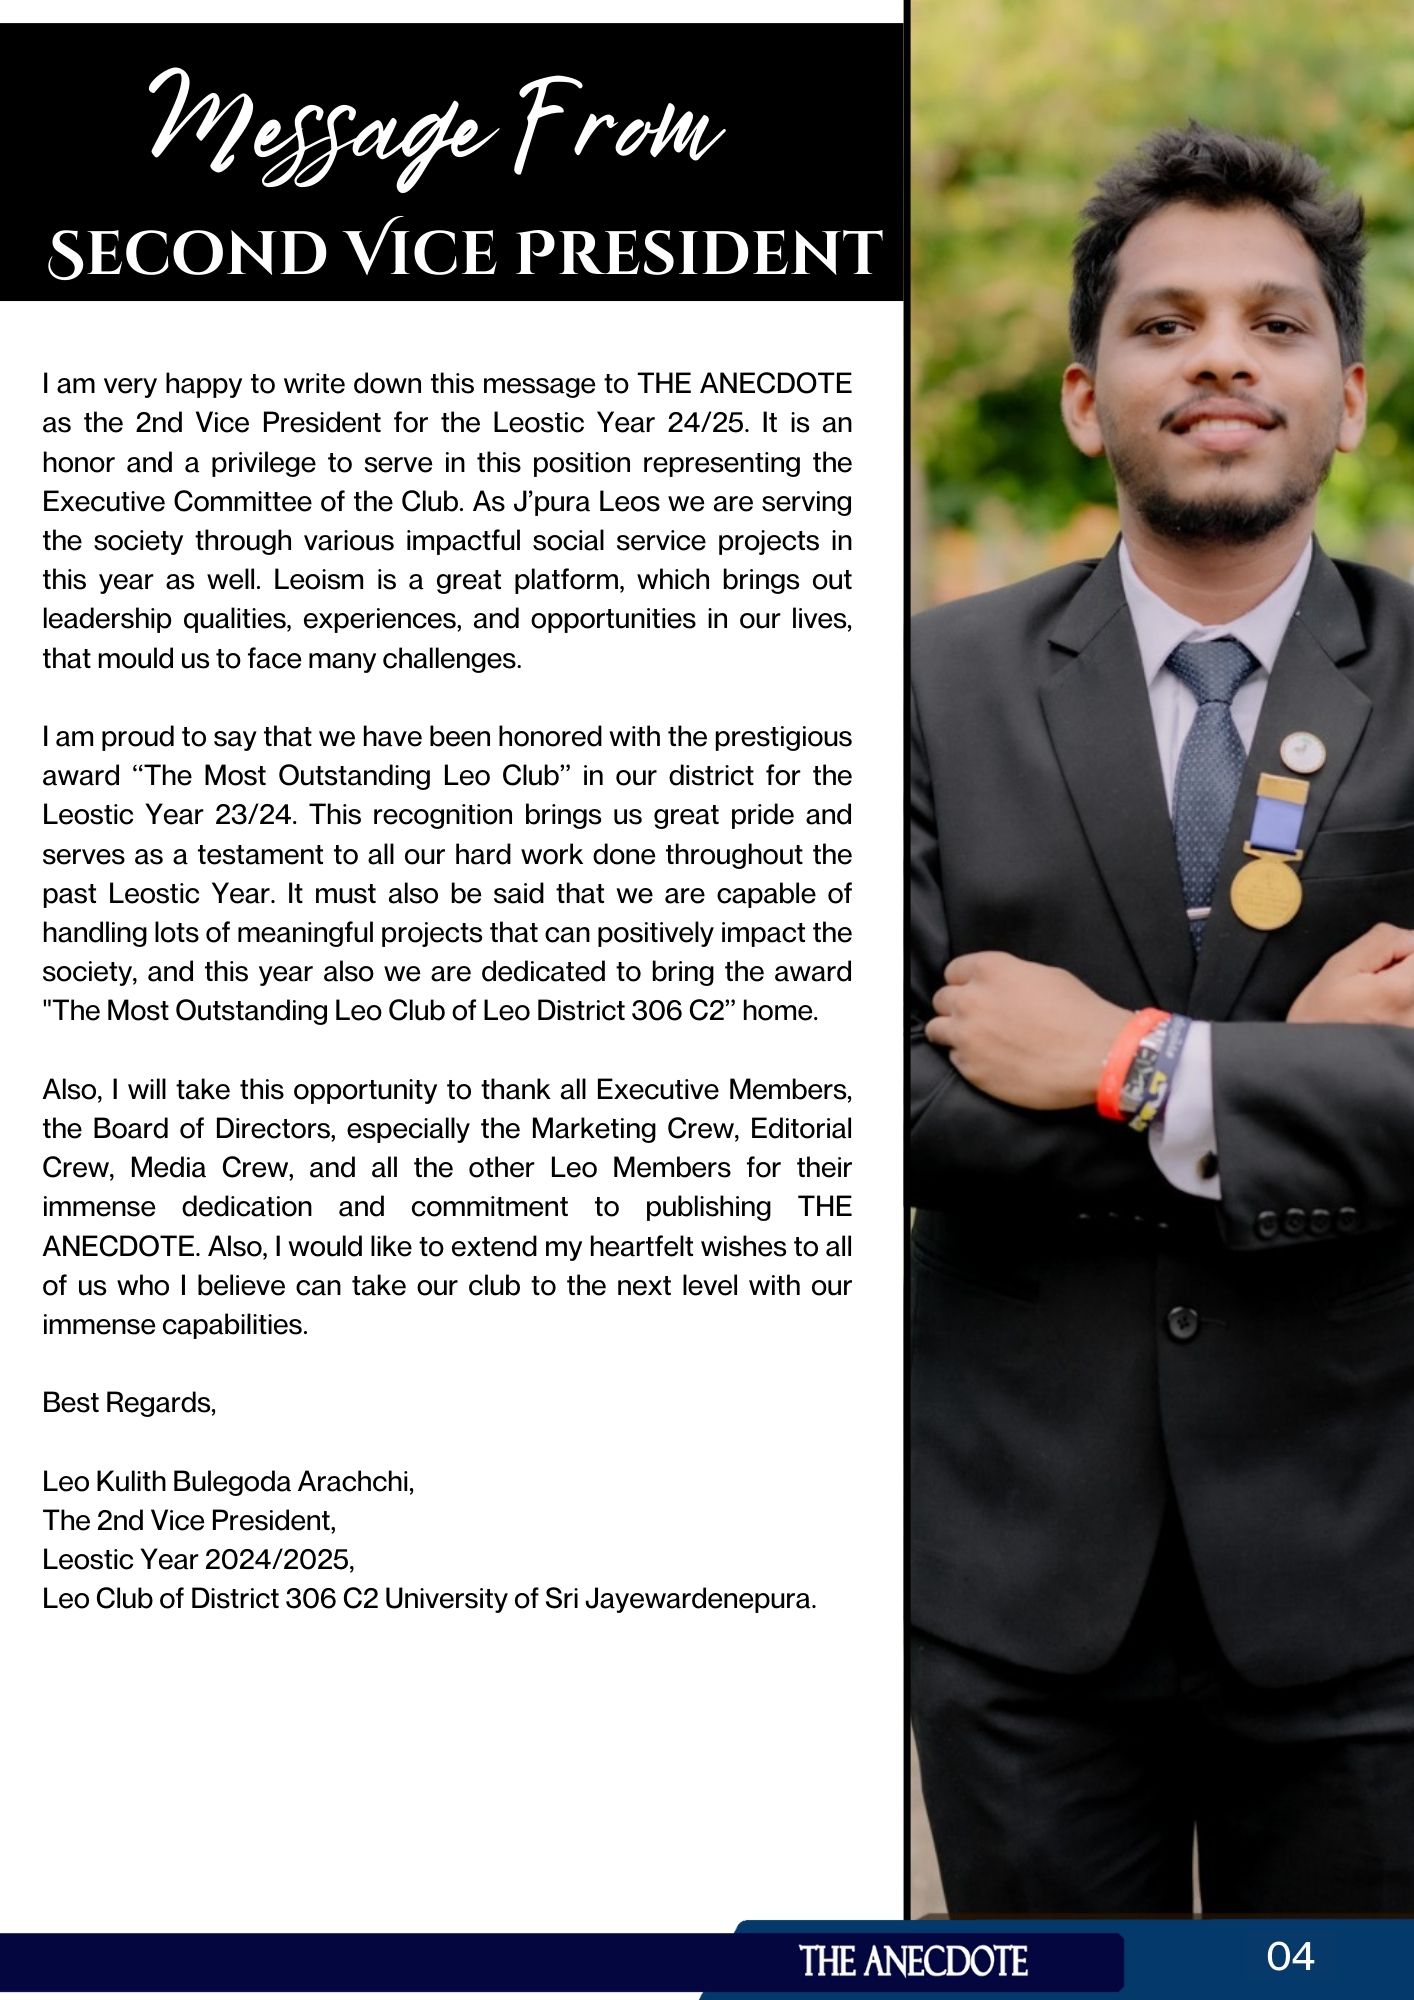 Message From
SECOND VICE PRESIDENT
I am very happy to write down this message to THE ANECDOTE
as the 2nd Vice President for the Leostic Year 24/25. It is an
honor and a privilege to serve in this position representing the
Executive Committee of the Club. As J’pura Leos we are serving
the society through various impactful social service projects in
this year as well. Leoism is a great platform, which brings out
leadership qualities, experiences, and opportunities in our lives,
that mould us to face many challenges.
I am proud to say that we have been honored with the prestigious
award “The Most Outstanding Leo Club” in our district for the
Leostic Year 23/24. This recognition brings us great pride and
serves as a testament to all our hard work done throughout the
past Leostic Year. It must also be said that we are capable of
handling lots of meaningful projects that can positively impact the
society, and this year also we are dedicated to bring the award
"The Most Outstanding Leo Club of Leo District 306 C2” home.
Also, I will take this opportunity to thank all Executive Members,
the Board of Directors, especially the Marketing Crew, Editorial
Crew, Media Crew, and all the other Leo Members for their
immense dedication and commitment to publishing THE
ANECDOTE. Also, I would like to extend my heartfelt wishes to all
of us who I believe can take our club to the next level with our
immense capabilities.
Best Regards,
Leo Kulith Bulegoda Arachchi,
The 2nd Vice President,
Leostic Year 2024/2025,
Leo Club of District 306 C2 University of Sri Jayewardenepura.
THE ANECDOTE
04